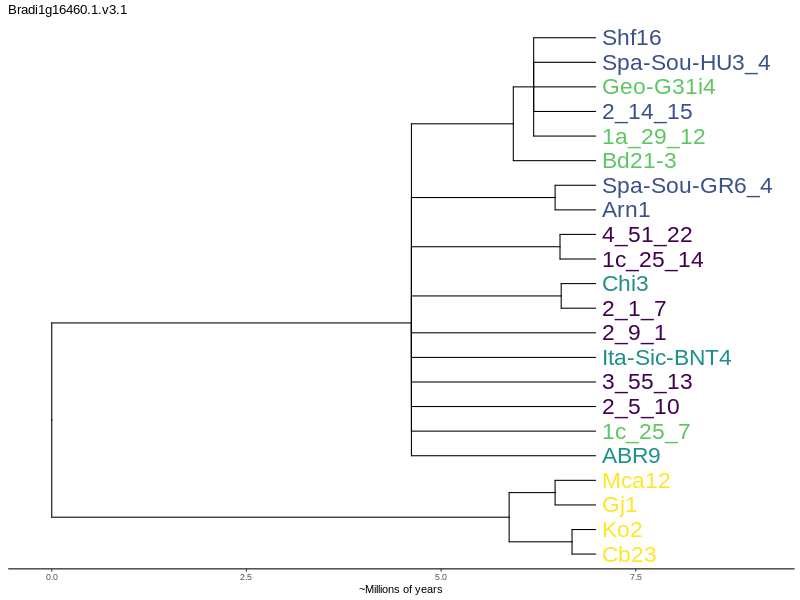 Bradi1g16460.1.v3.1
Shf16
Spa-Sou-HU3_4
Geo-G31i4
2_14_15
1a_29_12
Bd21-3
Spa-Sou-GR6_4
Arn1
4_51_22
1c_25_14
Chi3
2_1_7
2_9_1
Ita-Sic-BNT4
3_55_13
2_5_10
1c_25_7
ABR9
Mca12
Gj1
Ko2
Cb23
0.0 2.5 5.0 7.5
~Millions of years